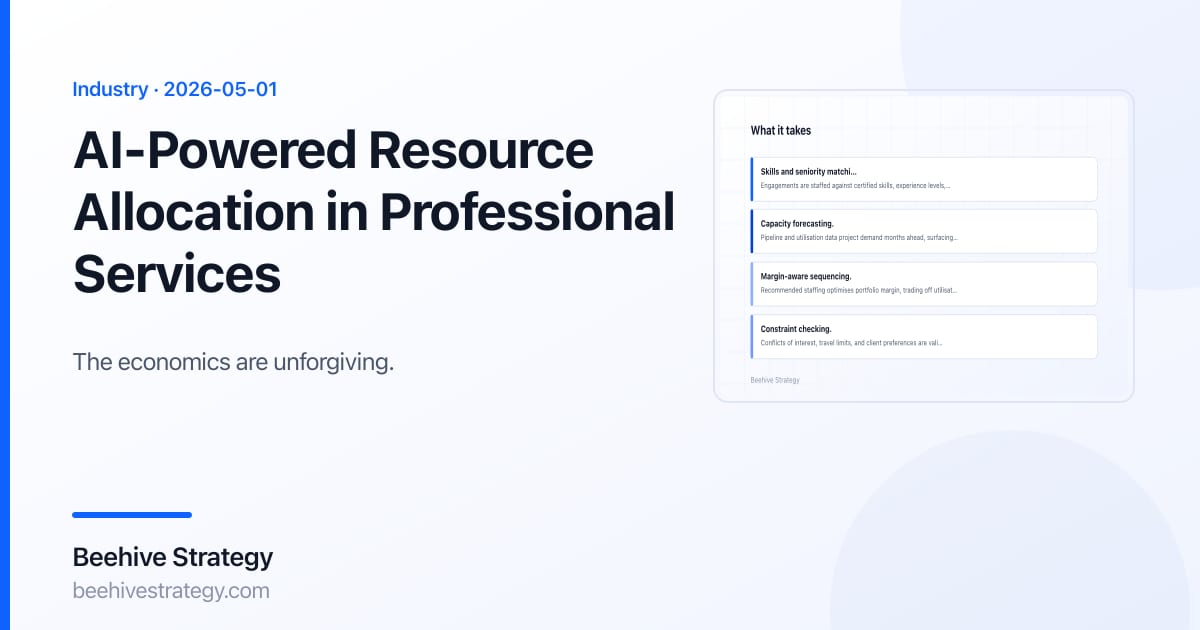 Industry · 2026-05-01
AI-Powered Resource
Allocation in Professional
Services
The economics are unforgiving.
Beehive Strategy
beehivestrategy.com
What it takes
Skills and seniority matchi...
Engagements are staffed against certified skills, experience levels,...
Capacity forecasting.
Pipeline and utilisation data project demand months ahead, surfacing...
Margin-aware sequencing.
Recommended staffing optimises portfolio margin, trading off utilisat...
Constraint checking.
Conflicts of interest, travel limits, and client preferences are vali...
Beehive Strategy